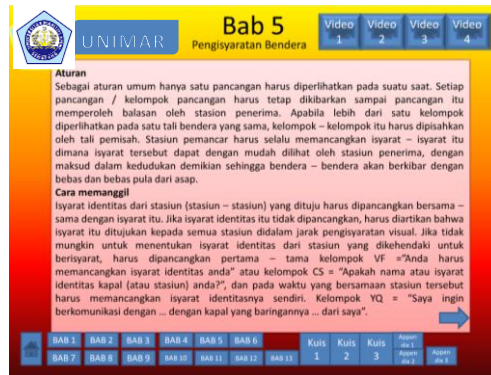 UNIMAR
Bab 5
Pengisyaratan Bendera
Video 1
Video 2
Video 3
Video 4
Aturan
Sebagai aturan umum hanya satu pancangan harus diperlihatkan pada suatu saat. Setiap
pancangan / kelompok pancangan harus tetap dikibarkan sampai pancangan itu
memperoleh balasan oleh stasion penerima. Apabila lebih dari satu kelompok
diperlihatkan pada satu tali bendera yang sama, kelompok – kelompok itu harus dipisahkan
oleh tali pemisah. Stasiun pemancar harus selalu memancangkan isyarat – isyarat itu
dimana isyarat tersebut dapat dengan mudah dilihat oleh stasiun penerima, dengan
maksud dalam kedudukan demikian sehingga bendera – bendera akan berkibar dengan
bebas dan bebas pula dari asap.
Cara memanggil
Isyarat identitas dari stasiun (stasiun – stasiun) yang dituju harus dipancangkan bersama –
sama dengan isyarat itu. Jika isyarat identitas itu tidak dipancangkan, harus diartikan bahwa
isyarat itu ditujukan kepada semua stasiun didalam jarak pengisyaratan visual. Jika tidak
mungkin untuk menentukan isyarat identitas dari stasiun yang dikehendaki untuk
berisyarat, harus dipancangkan pertama – tama kelompok VF ="Anda harus
memancangkan isyarat identitas anda" atau kelompok CS = "Apakah nama atau isyarat
identitas kapal (atau stasiun) anda?", dan pada waktu yang bersamaan stasiun tersebut
harus memancangkan isyarat identitasnya sendiri. Kelompok YQ = "Saya ingin
berkomunikasi dengan ... dengan kapal yang baringannya ... dari saya".
BAB 1 BAB 2 BAB 3 BAB 4 BAB 5 BAB 6
BAB 7 BAB 8 BAB 9 BAB 10 BAB 11 BAB 12 BAB 13
Kuis 1
Kuis 2
Kuis 3
Appen dix 1
Appen dix 2
Appen dix 3